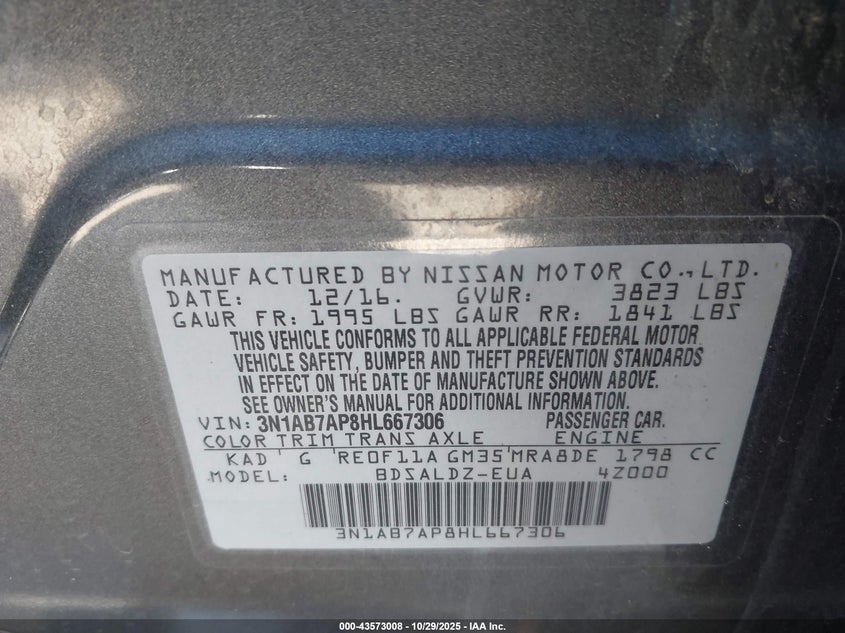 MANUFACTURED BY NISSAN MOTOR CO.,LTD.
DATE: 12/16. GVWR: 3823 LBS
GAWR FR: 1995 LBS GAWR RR: 1841 LBS
THIS VEHICLE CONFORMS TO ALL APPLICABLE FEDERAL MOTOR
VEHICLE SAFETY, BUMPER AND THEFT PREVENTION STANDARDS
IN EFFECT ON THE DATE OF MANUFACTURE SHOWN ABOVE.
SEE OWNER'S MANUAL FOR ADDITIONAL INFORMATION.
VIN: 3N1AB7AP8HL667306 PASSENGER CAR.
COLOR TRIM TRANS AXLE ENGINE
KAD G RE0F11A GM35 MRA8DE 1798 CC
MODEL: BDSALDZ-EUA 4Z000
3N1AB7AP8HL667306
000-43573008 | 10/29/2025 - IAA Inc.